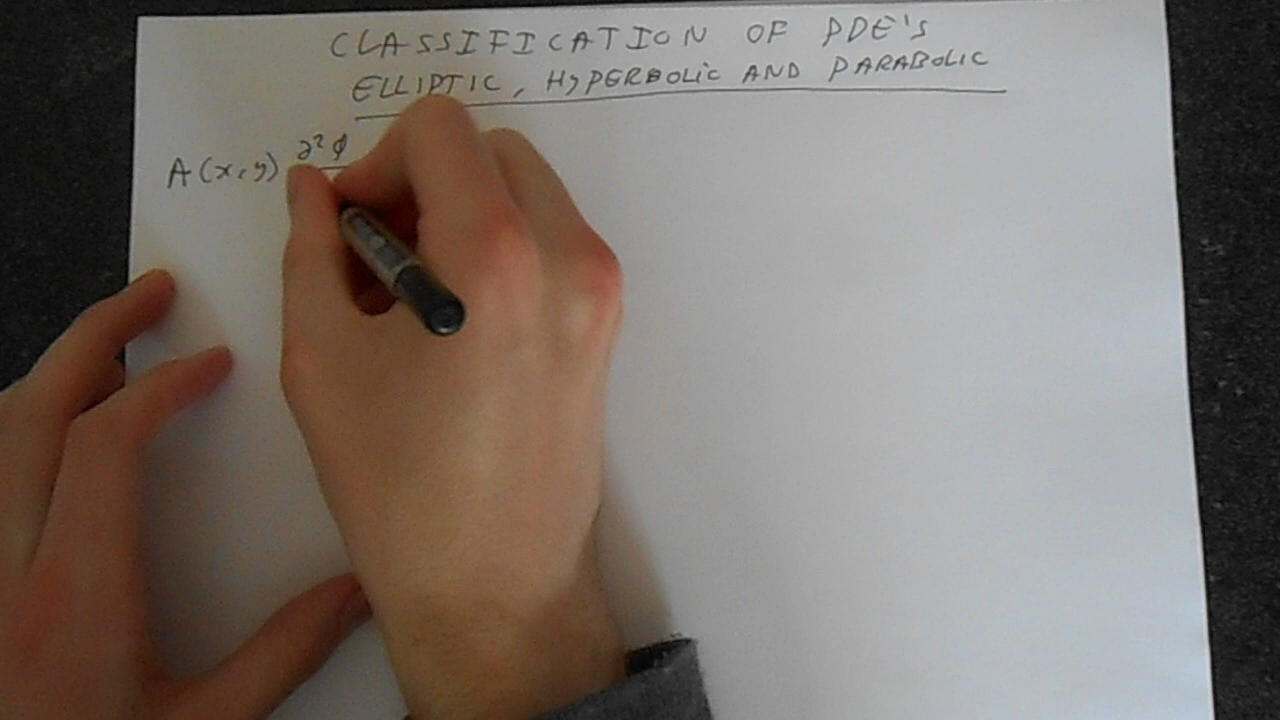 CLASSIFICATION OF PDE'S
ELLIPTIC, HYPERBOLIC AND PARABOLIC
A(x,y) ∂²φ